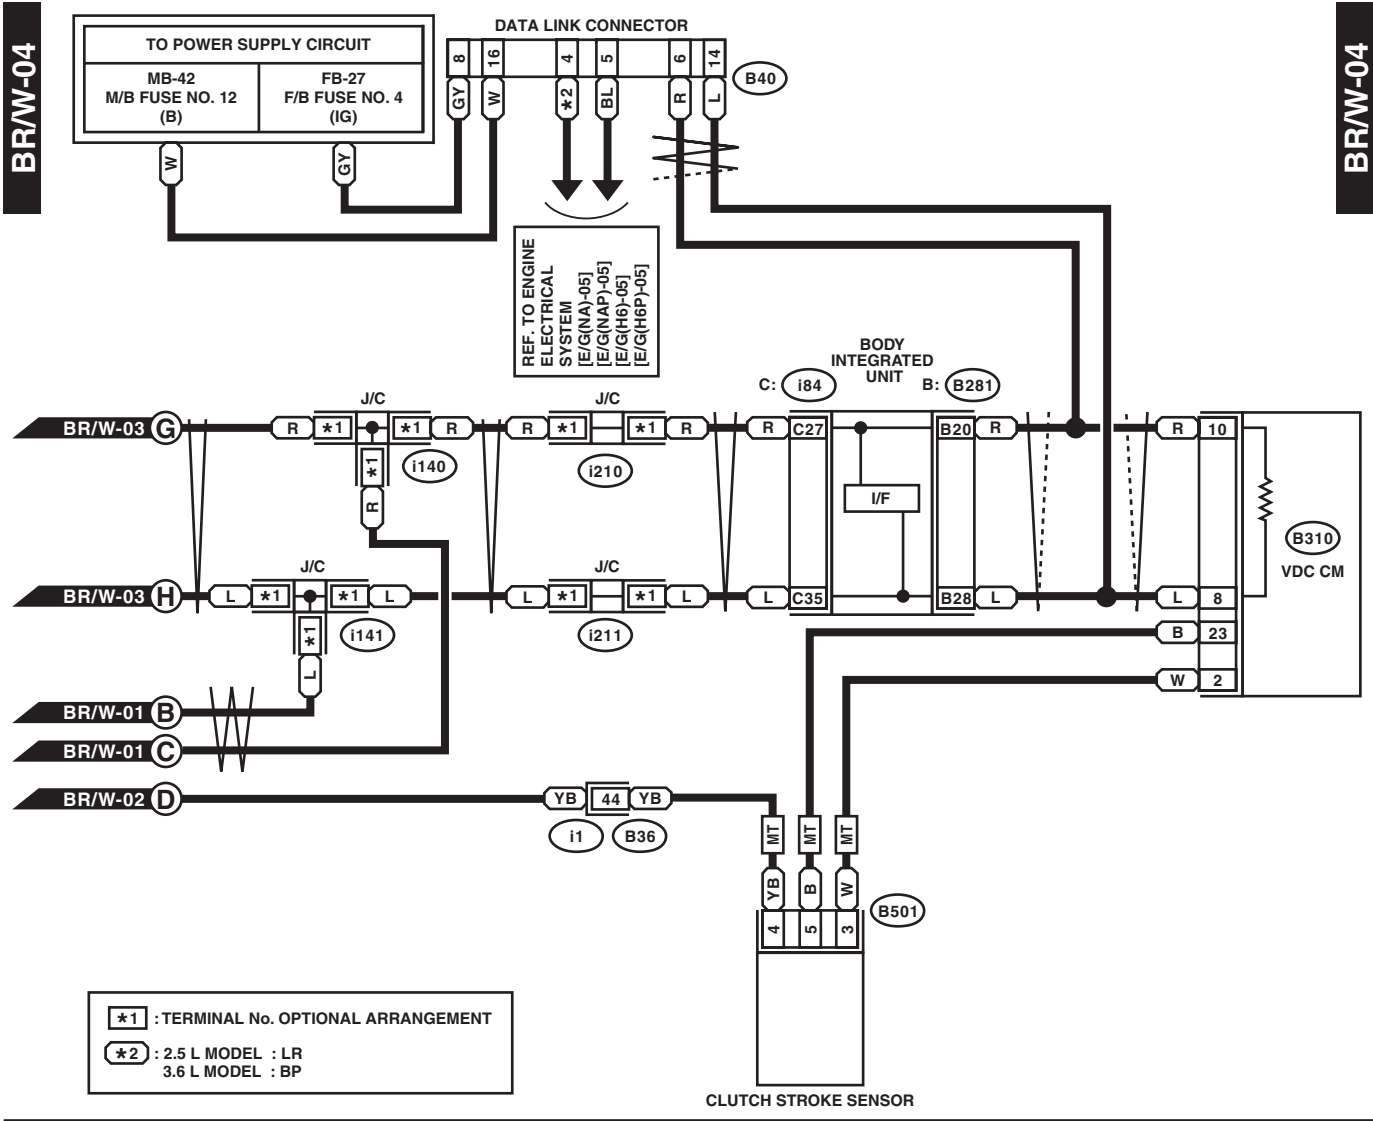 BR/W-04
BR/W-04
TO POWER SUPPLY CIRCUIT
MB-42
M/B FUSE NO. 12
(B)
FB-27
F/B FUSE NO. 4
(IG)
W
GY
DATA LINK CONNECTOR
8
16
4
5
6
14
B40
GY
W
*2
BL
R
L
REF. TO ENGINE
ELECTRICAL
SYSTEM
[E/G(NA)-05]
[E/G(NAP)-05]
[E/G(H6)-05]
[E/G(H6P)-05]
BODY
INTEGRATED
UNIT
C: i84
B: B281
J/C
J/C
BR/W-03 G
R *1 *1 R
R *1 *1 R
R C27
B20 R
R 10
*1
R
i140
i210
I/F
B310
VDC CM
J/C
J/C
BR/W-03 H
L *1 *1 L
L *1 *1 L
L C35
B28 L
L 8
*1
L
i141
i211
B 23
W 2
BR/W-01 B
BR/W-01 C
BR/W-02 D
YB 44 YB
i1 B36
MT MT MT
YB B W
4 5 3
B501
CLUTCH STROKE SENSOR
*1 : TERMINAL No. OPTIONAL ARRANGEMENT
*2 : 2.5 L MODEL : LR
3.6 L MODEL : BP